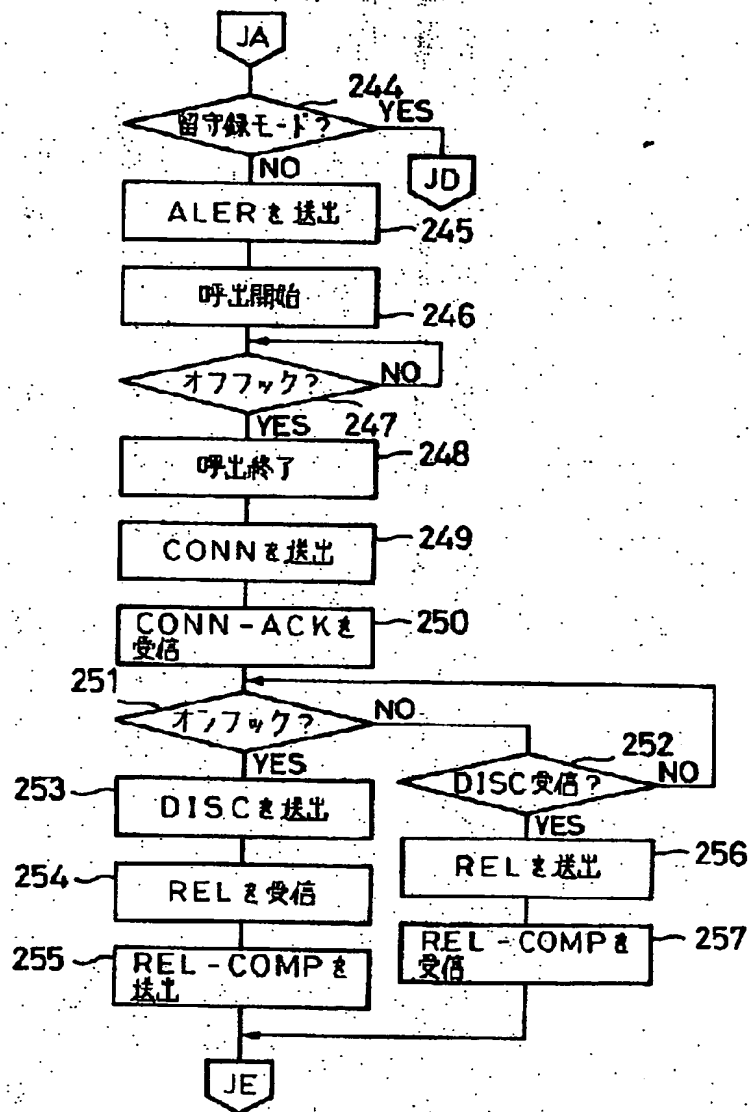 JA
244
留守録モード?
YES
NO
JD
ALERを送出
245
呼出開始
246
オフフック?
NO
247
YES
呼出終了
248
CONNを送出
249
CONN-ACKを
受信
250
251
オンフック?
NO
YES
252
DISC受信?
NO
YES
253
DISCを送出
RELを送出
256
254
RELを受信
REL-COMPを
受信
257
255
REL-COMPを
送出
JE